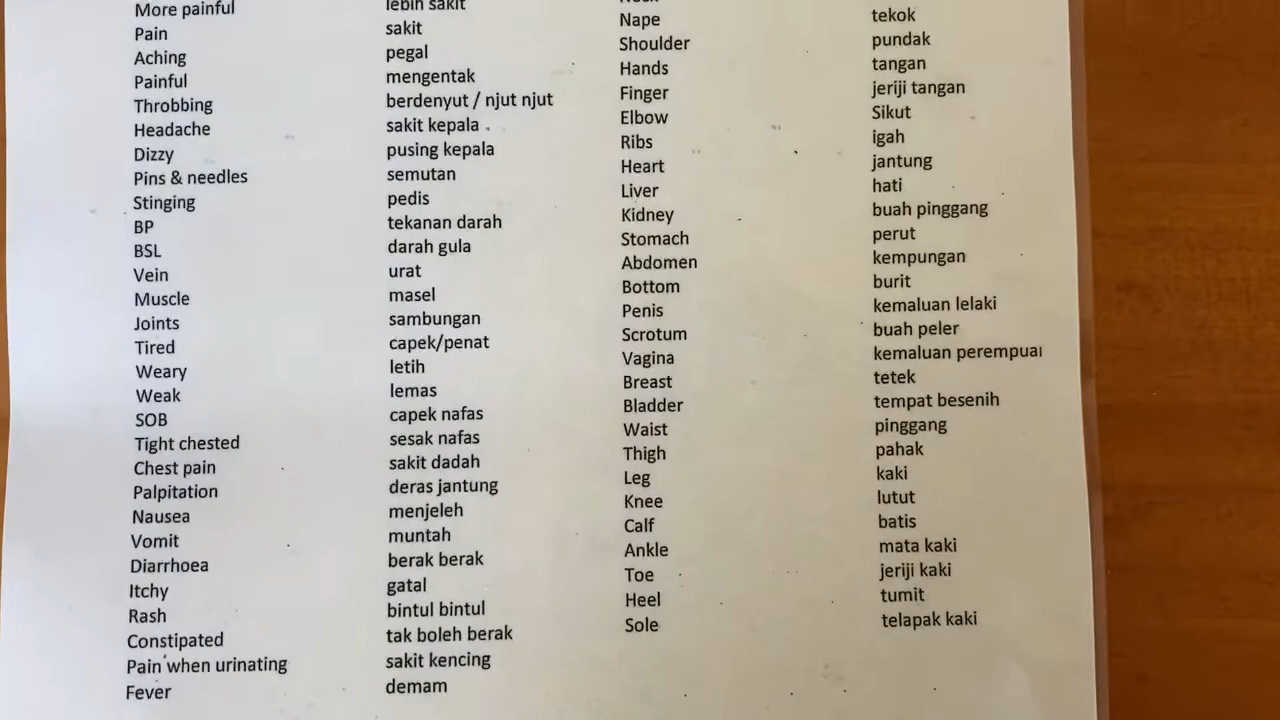 More painful lebih sakit
Pain sakit
Aching pegal
Painful mengentak
Throbbing berdenyut / njut njut
Headache sakit kepala
Dizzy pusing kepala
Pins & needles semutan
Stinging pedis
BP tekanan darah
BSL darah gula
Vein urat
Muscle masel
Joints sambungan
Tired capek/penat
Weary letih
Weak lemas
SOB capek nafas
Tight chested sesak nafas
Chest pain sakit dadah
Palpitation deras jantung
Nausea menjeleh
Vomit muntah
Diarrhoea berak berak
Itchy gatal
Rash bintul bintul
Constipated tak boleh berak
Pain when urinating sakit kencing
Fever demam
Nape tekok
Shoulder pundak
Hands tangan
Finger jeriji tangan
Elbow Sikut
Ribs igah
Heart jantung
Liver hati
Kidney buah pinggang
Stomach perut
Abdomen kempungan
Bottom burit
Penis kemaluan lelaki
Scrotum buah peler
Vagina kemaluan perempuan
Breast tetek
Bladder tempat besenih
Waist pinggang
Thigh pahak
Leg kaki
Knee lutut
Calf batis
Ankle mata kaki
Toe jeriji kaki
Heel tumit
Sole telapak kaki